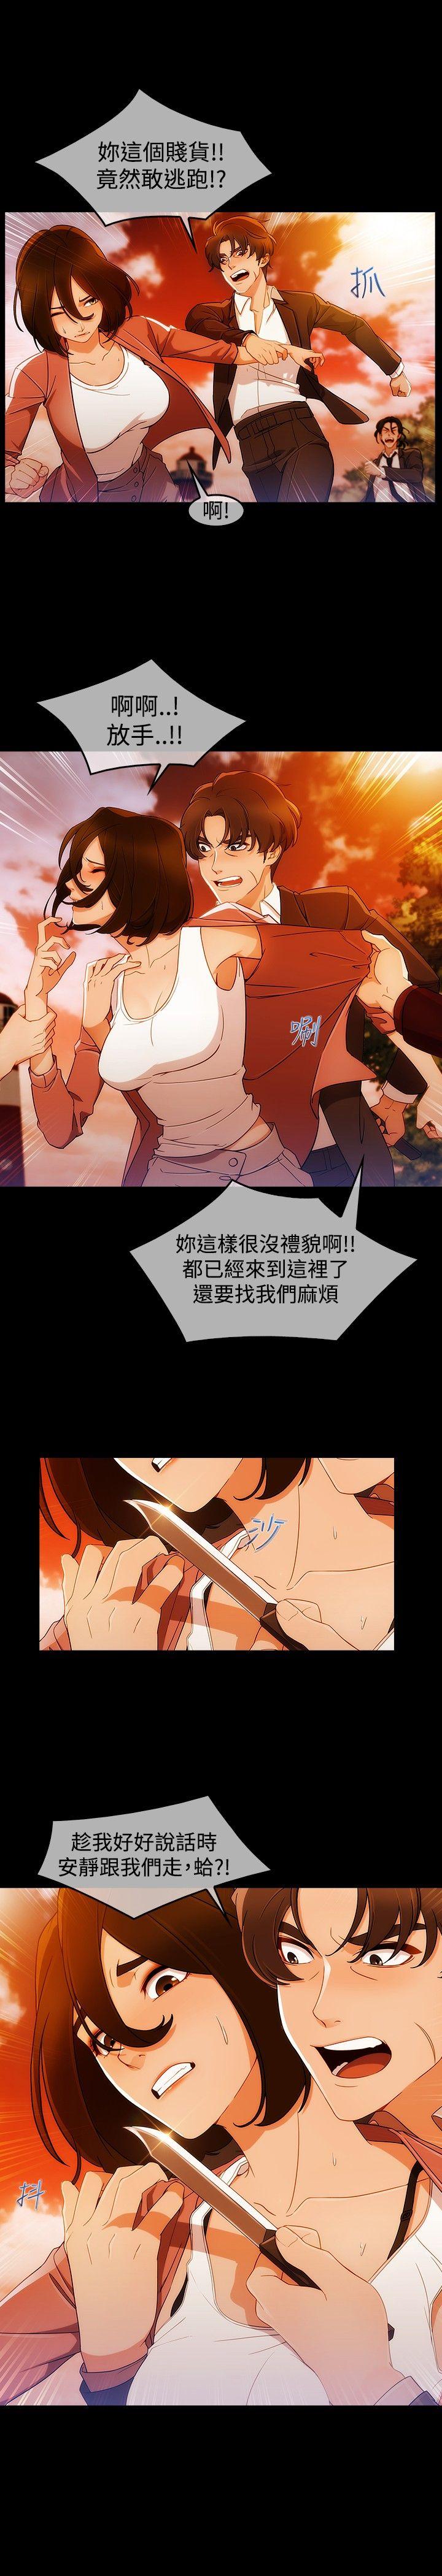 妳這個賤貨!!
竟然敢逃跑!?
抓
啊!
啊啊..!
放手..!!
唰
妳這樣很沒禮貌啊!!
都已經來到這裡了
還要找我們麻煩
沙
趁我好好說話時
安靜跟我們走，蛤?!
抖